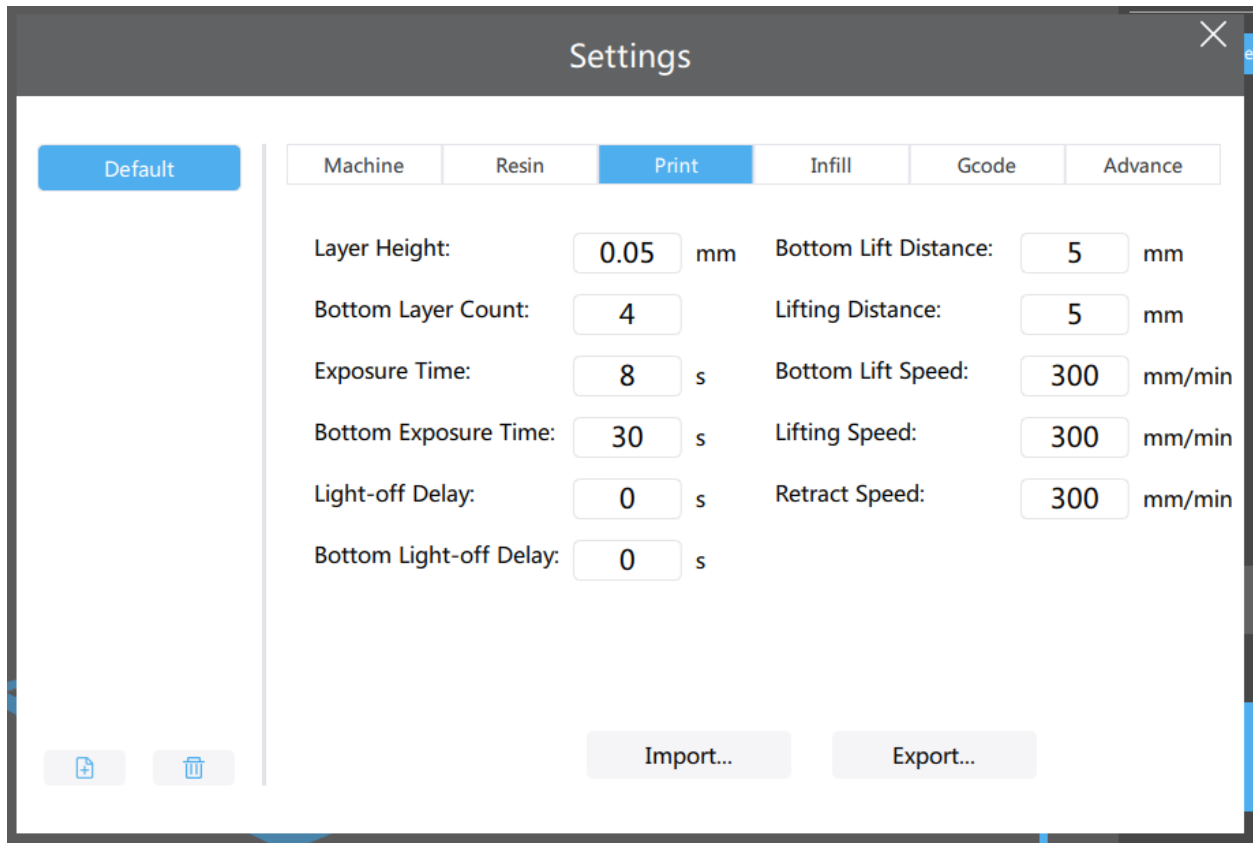 Settings
Default
Machine Resin Print Infill Gcode Advance
Layer Height: 0.05 mm Bottom Lift Distance: 5 mm
Bottom Layer Count: 4 Lifting Distance: 5 mm
Exposure Time: 8 s Bottom Lift Speed: 300 mm/min
Bottom Exposure Time: 30 s Lifting Speed: 300 mm/min
Light-off Delay: 0 s Retract Speed: 300 mm/min
Bottom Light-off Delay: 0 s
Import... Export...